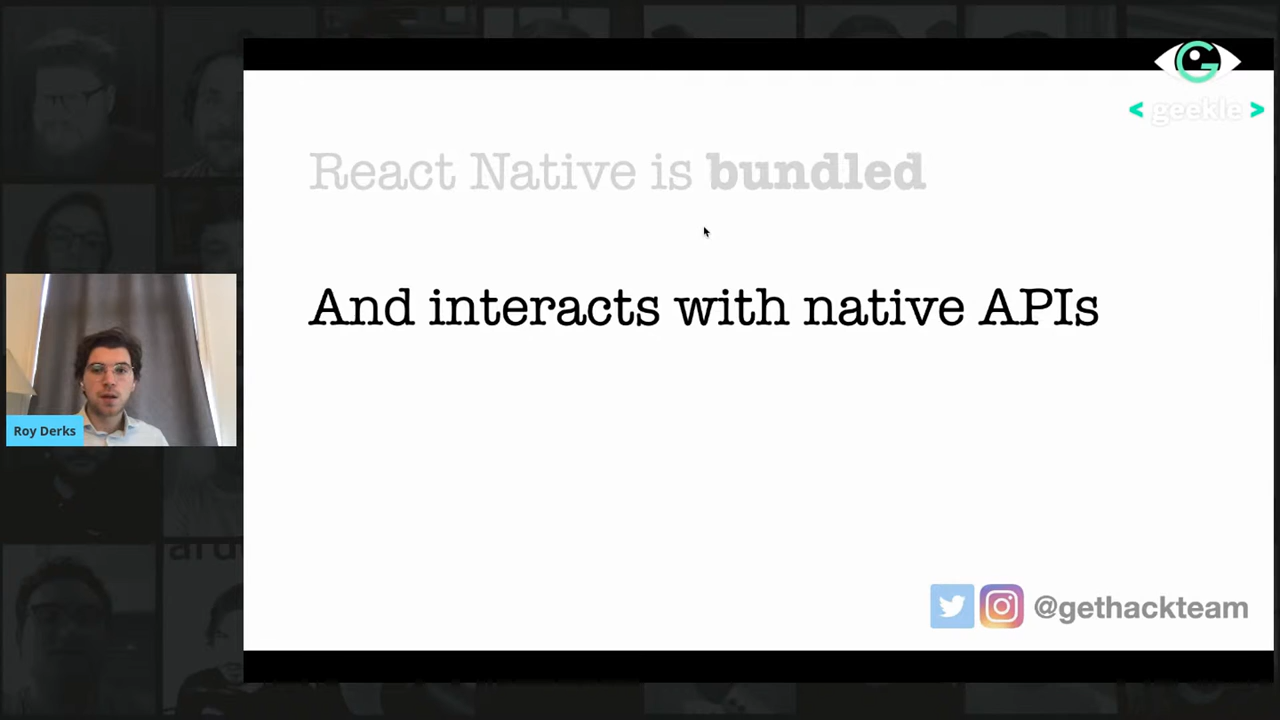 < geekle >
React Native is bundled
And interacts with native APIs
Roy Derks
@gethackteam